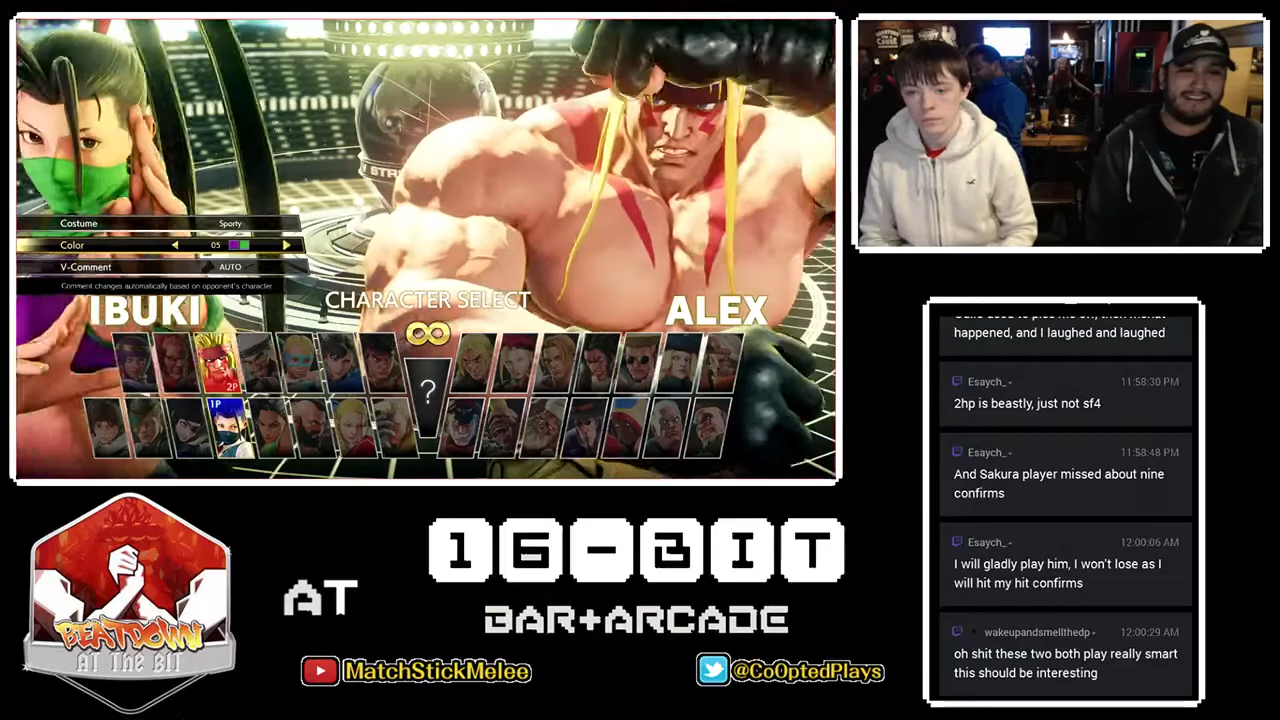 Costume Sporty
Color 05
V-Comment AUTO
Comment changes automatically based on opponent's character.
IBUKI
CHARACTER SELECT
ALEX
2P
1P
?
happened, and I laughed and laughed
Esaych_
11:58:30 PM
2hp is beastly, just not sf4
Esaych_
11:58:48 PM
And Sakura player missed about nine
confirms
Esaych_
12:00:06 AM
I will gladly play him, I won't lose as I
will hit my hit confirms
wakeupandsmellthedp
12:00:29 AM
oh shit these two both play really smart
this should be interesting
BEATDOWN
AT THE BIT
AT
16-BIT
BAR+ARCADE
MatchStickMelee
@CoOptedPlays